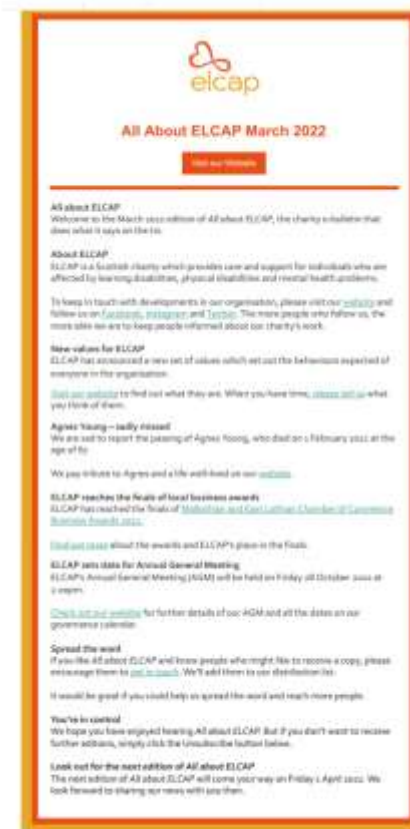 elcap
All About ELCAP March 2022
Visit our Website
All about ELCAP
Welcome to the March 2022 edition of All about ELCAP, the charity e-bulletin that
does what it says on the tin.
About ELCAP
ELCAP is a Scottish charity which provides care and support for individuals who are
affected by learning disabilities, physical disabilities and mental health problems.
To keep in touch with developments in our organisation, please visit our website and
follow us on Facebook, Instagram and Twitter. The more people who follow us, the
more able we are to keep people informed about our charity's work.
New values for ELCAP
ELCAP has announced a new set of values which set out the behaviours expected of
everyone in the organisation.
Visit our website to find out what they are. When you have time, please tell us what
you think of them.
Agnes Young – sadly missed
We are sad to report the passing of Agnes Young, who died on 1 February 2022 at the
age of
We pay tribute to Agnes and a life well-lived on our website.
ELCAP reaches the finals of local business awards
ELCAP has reached the finals of Midlothian and East Lothian Chamber of Commerce
Business Awards 2022.
Find out more about the awards and ELCAP's place in the finals.
ELCAP sets date for Annual General Meeting
ELCAP's Annual General Meeting (AGM) will be held on Friday 28 October 2022 at
2.00pm.
Check out our website for further details of our AGM and all the dates on our
governance calendar.
Spread the word
If you like All about ELCAP and know people who might like to receive a copy, please
encourage them to get in touch. We'll add them to our distribution list.
It would be great if you could help us spread the word and reach more people.
You're in control
We hope you have enjoyed hearing All about ELCAP. But if you don't want to receive
further editions, simply click the Unsubscribe button below.
Look out for the next edition of All about ELCAP
The next edition of All about ELCAP will come your way on Friday 1 April 2022. We
look forward to sharing our news with you then.